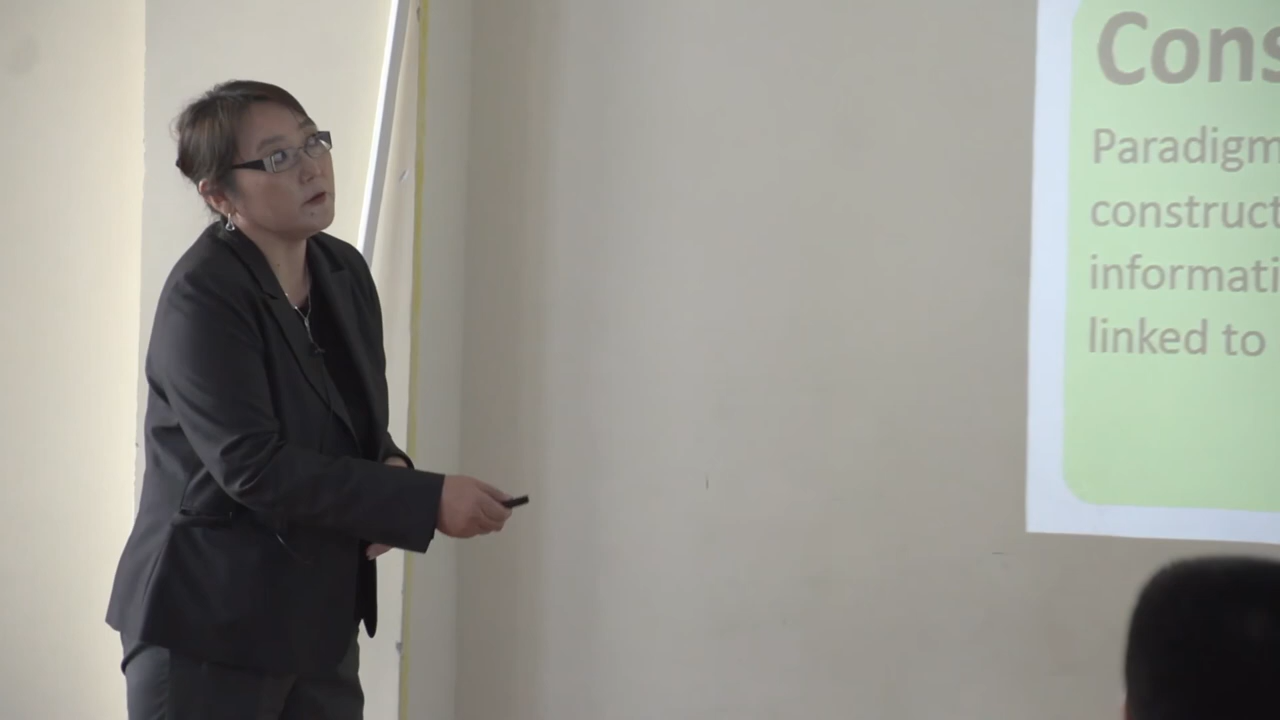 Cons
Paradigm
construct
informati
linked to